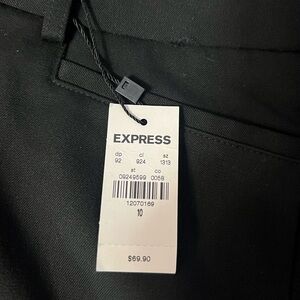 E
EXPRESS
dp cl sz
92 924 1313
st co
09249599 0058
12070169
10
$69.90